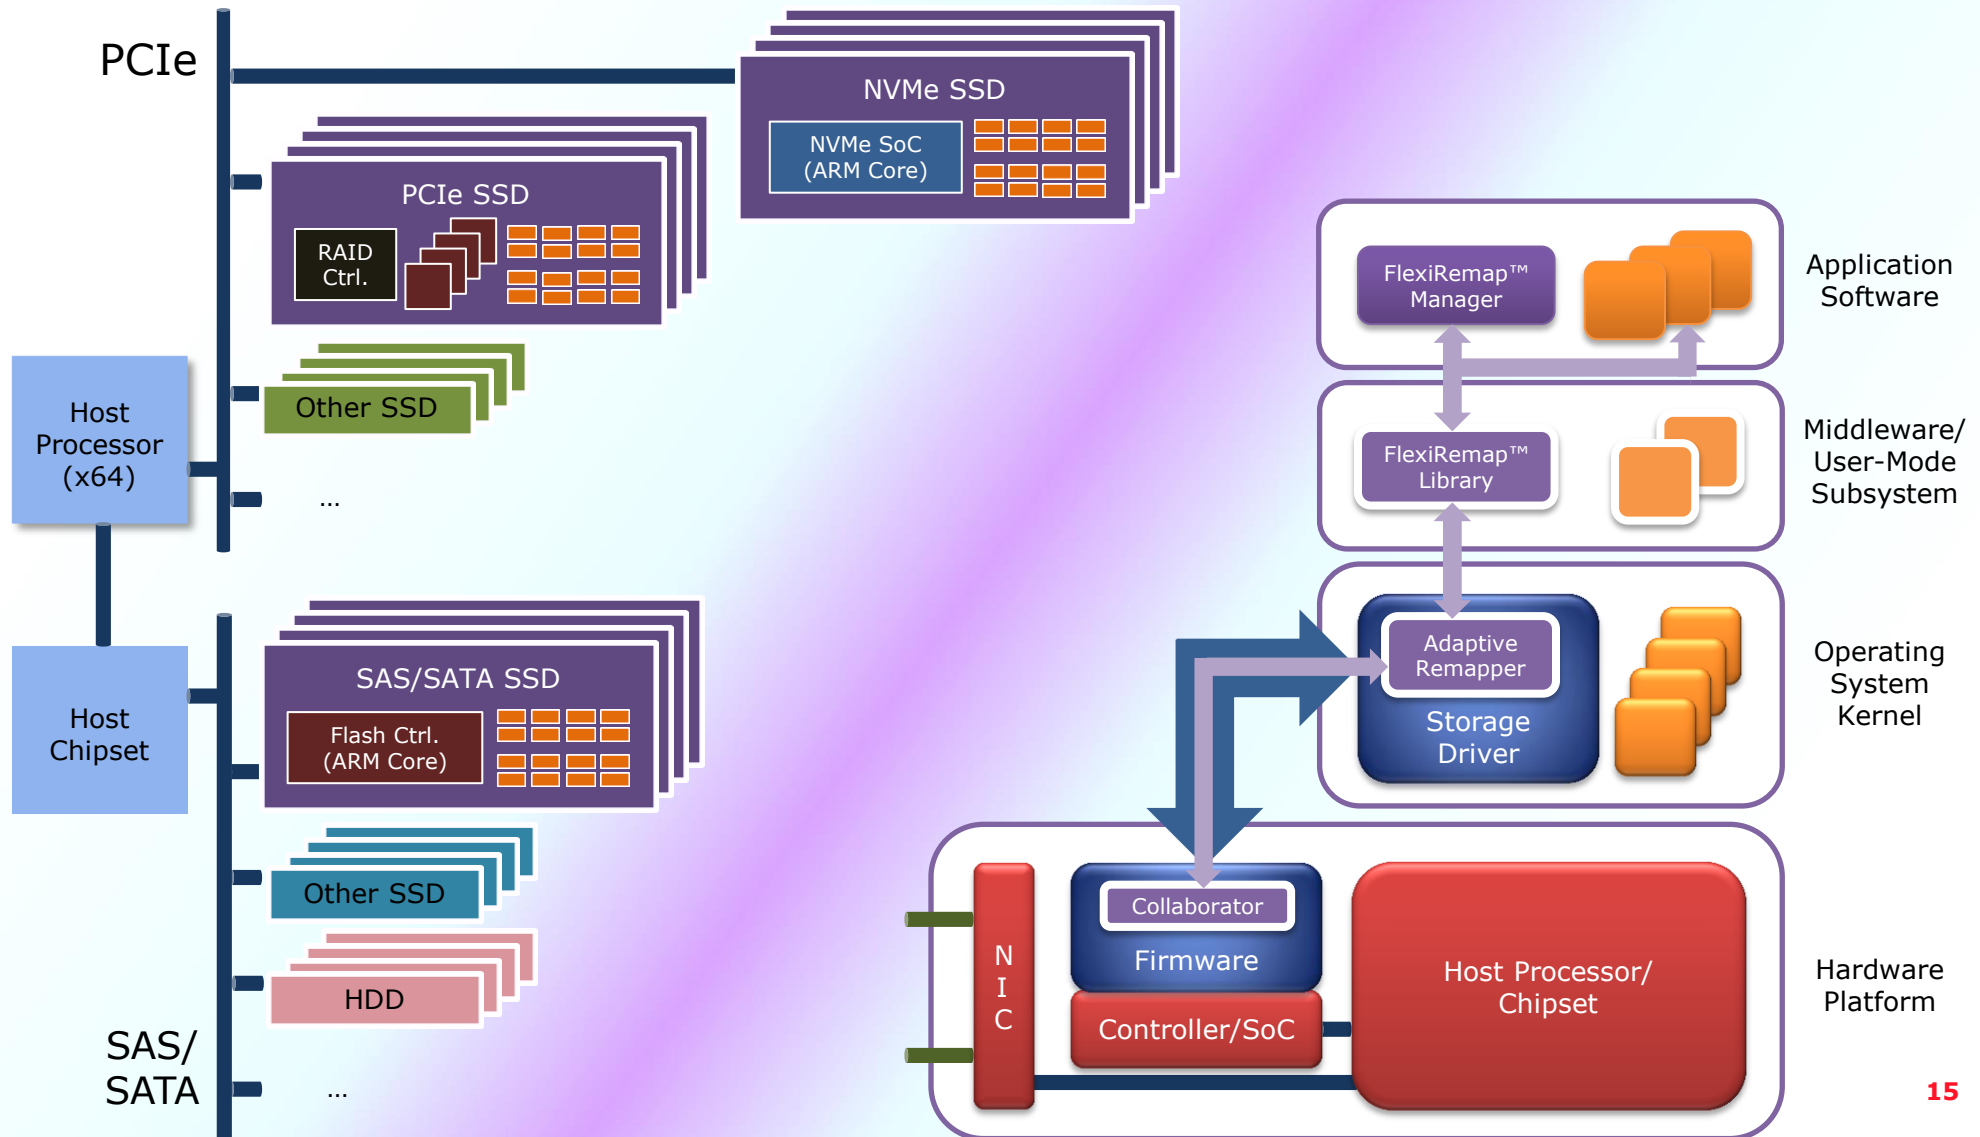 PCIe
NVMe SSD
NVMe SoC
(ARM Core)
PCIe SSD
RAID
Ctrl.
Other SSD
...
Host
Processor
(x64)
Host
Chipset
SAS/SATA SSD
Flash Ctrl.
(ARM Core)
Other SSD
HDD
...
SAS/
SATA
FlexiRemap™
Manager
Application
Software
FlexiRemap™
Library
Middleware/
User-Mode
Subsystem
Adaptive
Remapper
Storage
Driver
Operating
System
Kernel
N
I
C
Collaborator
Firmware
Controller/SoC
Host Processor/
Chipset
Hardware
Platform
15